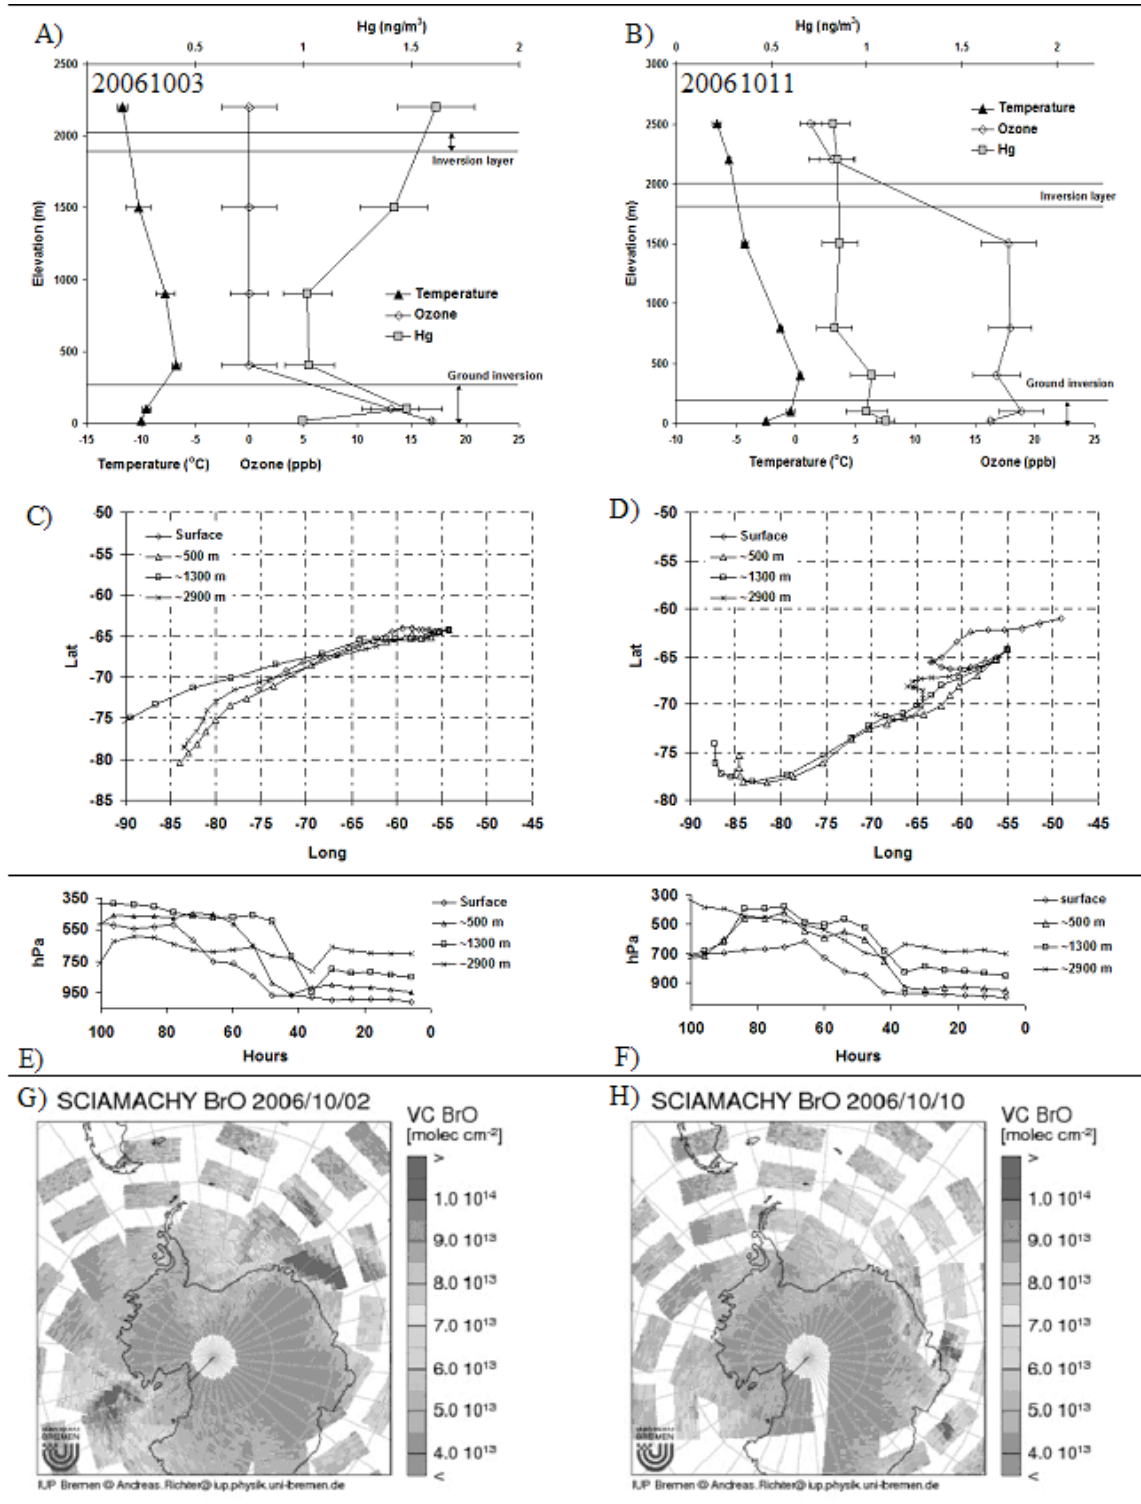 A)
Hg (ng/m³)
0.5 1 1.5 2
20061003
2500
2000
1500
1000
500
0
Elevation (m)
Inversion layer
Temperature
Ozone
Hg
Ground inversion
-15 -10 -5 0 5 10 15 20 25
Temperature (°C) Ozone (ppb)
B)
Hg (ng/m³)
0 0.5 1 1.5 2
20061011
3000
2500
2000
1500
1000
500
0
Elevation (m)
Temperature
Ozone
Hg
Inversion layer
Ground inversion
-10 -5 0 5 10 15 20 25
Temperature (°C) Ozone (ppb)
C)
-50
-55
-60
-65
-70
-75
-80
-85
Lat
Surface
~500 m
~1300 m
~2900 m
-90 -85 -80 -75 -70 -65 -60 -55 -50 -45
Long
D)
-50
-55
-60
-65
-70
-75
-80
Lat
Surface
~500 m
~1300 m
~2900 m
-90 -85 -80 -75 -70 -65 -60 -55 -50 -45
Long
350
550
750
950
hPa
Surface
~500 m
~1300 m
~2900 m
100 80 60 40 20 0
Hours
E)
300
500
700
900
hPa
surface
~500 m
~1300 m
~2900 m
100 80 60 40 20 0
Hours
F)
G) SCIAMACHY BrO 2006/10/02
VC BrO
[molec cm⁻²]
>
1.0 10¹⁴
9.0 10¹³
8.0 10¹³
7.0 10¹³
6.0 10¹³
5.0 10¹³
4.0 10¹³
<
BREMEN
IUP Bremen © Andreas.Richter@iup.physik.uni-bremen.de
H) SCIAMACHY BrO 2006/10/10
VC BrO
[molec cm⁻²]
>
1.0 10¹⁴
9.0 10¹³
8.0 10¹³
7.0 10¹³
6.0 10¹³
5.0 10¹³
4.0 10¹³
<
BREMEN
IUP Bremen © Andreas.Richter@iup.physik.uni-bremen.de